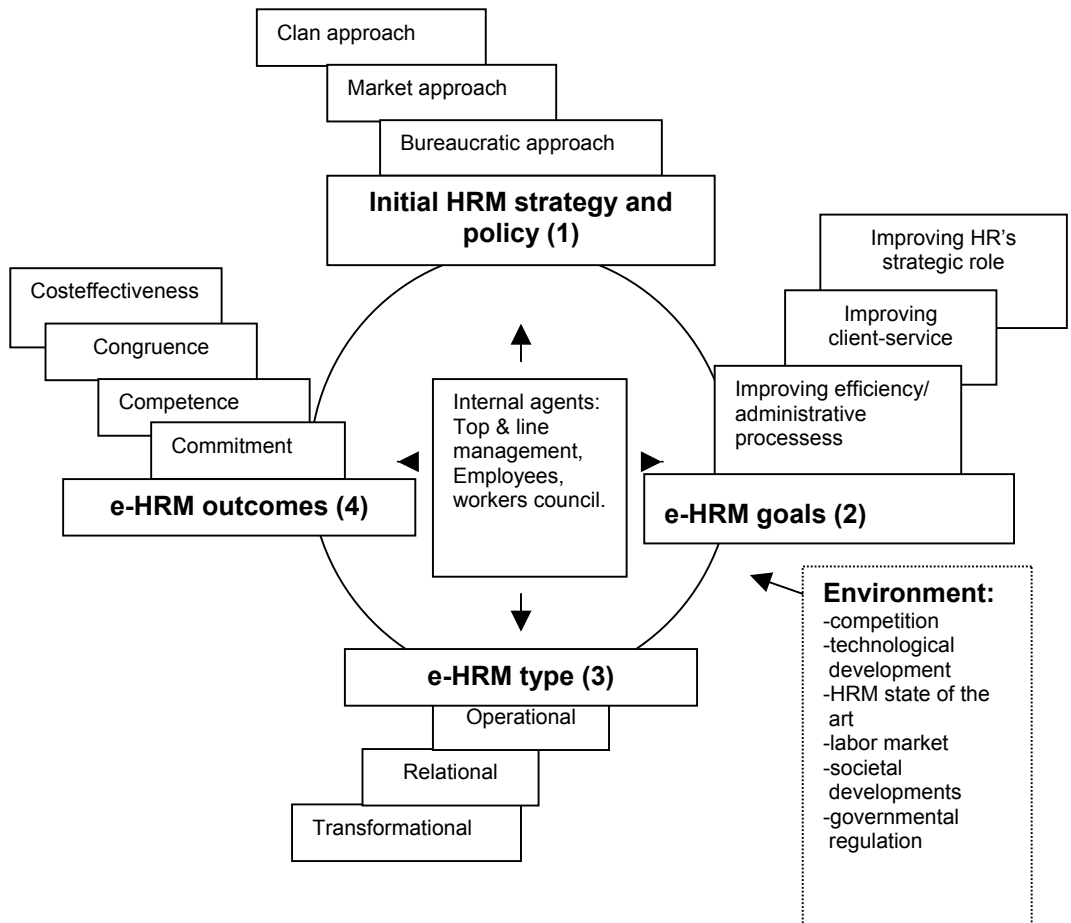 Clan approach
Market approach
Bureaucratic approach
Initial HRM strategy and
policy (1)
Improving HR’s
strategic role
Improving
client-service
Improving efficiency/
administrative
processess
e-HRM goals (2)
Costeffectiveness
Congruence
Competence
Commitment
e-HRM outcomes (4)
Internal agents:
Top & line
management,
Employees,
workers council.
e-HRM type (3)
Operational
Relational
Transformational
Environment:
-competition
-technological
development
-HRM state of the
art
-labor market
-societal
developments
-governmental
regulation